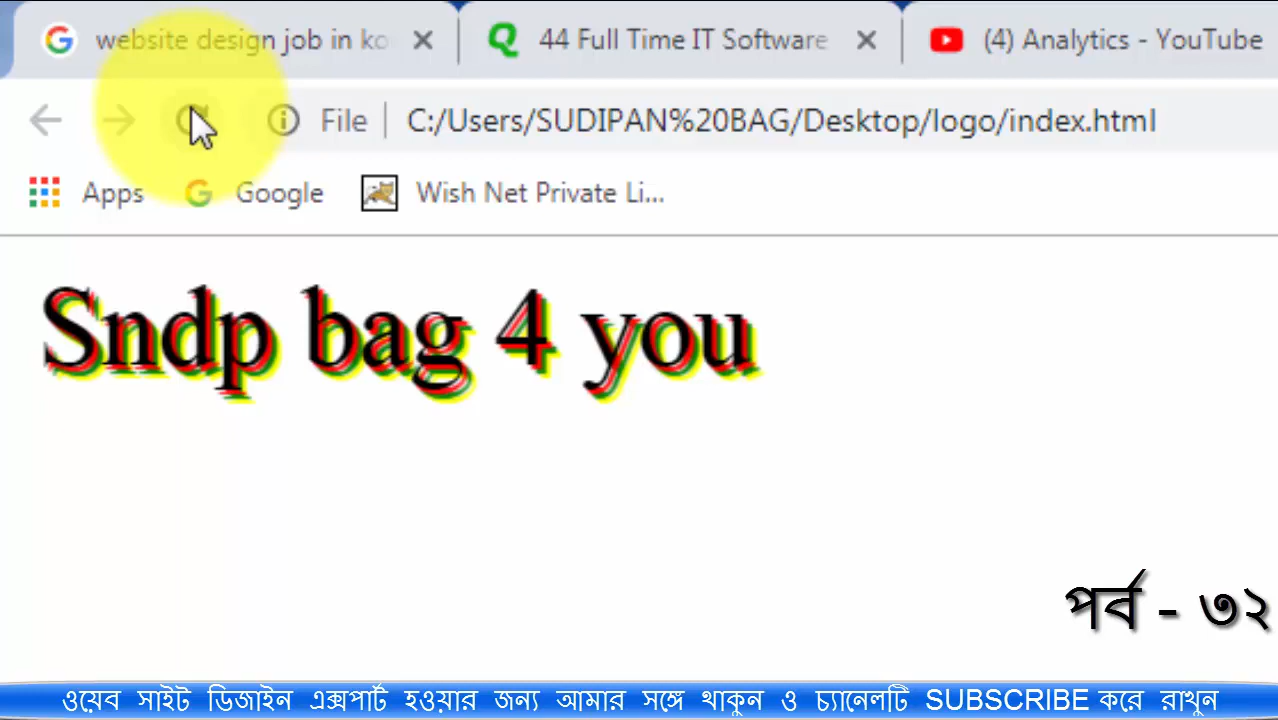 website design job in ko
44 Full Time IT Software
(4) Analytics - YouTube
File C:/Users/SUDIPAN%20BAG/Desktop/logo/index.html
Apps Google Wish Net Private Li...
Sndp bag 4 you
পর্ব - ৩২
ওয়েব সাইট ডিজাইন এক্সপার্ট হওয়ার জন্য আমার সঙ্গে থাকুন ও চ্যানেলটি SUBSCRIBE করে রাখুন